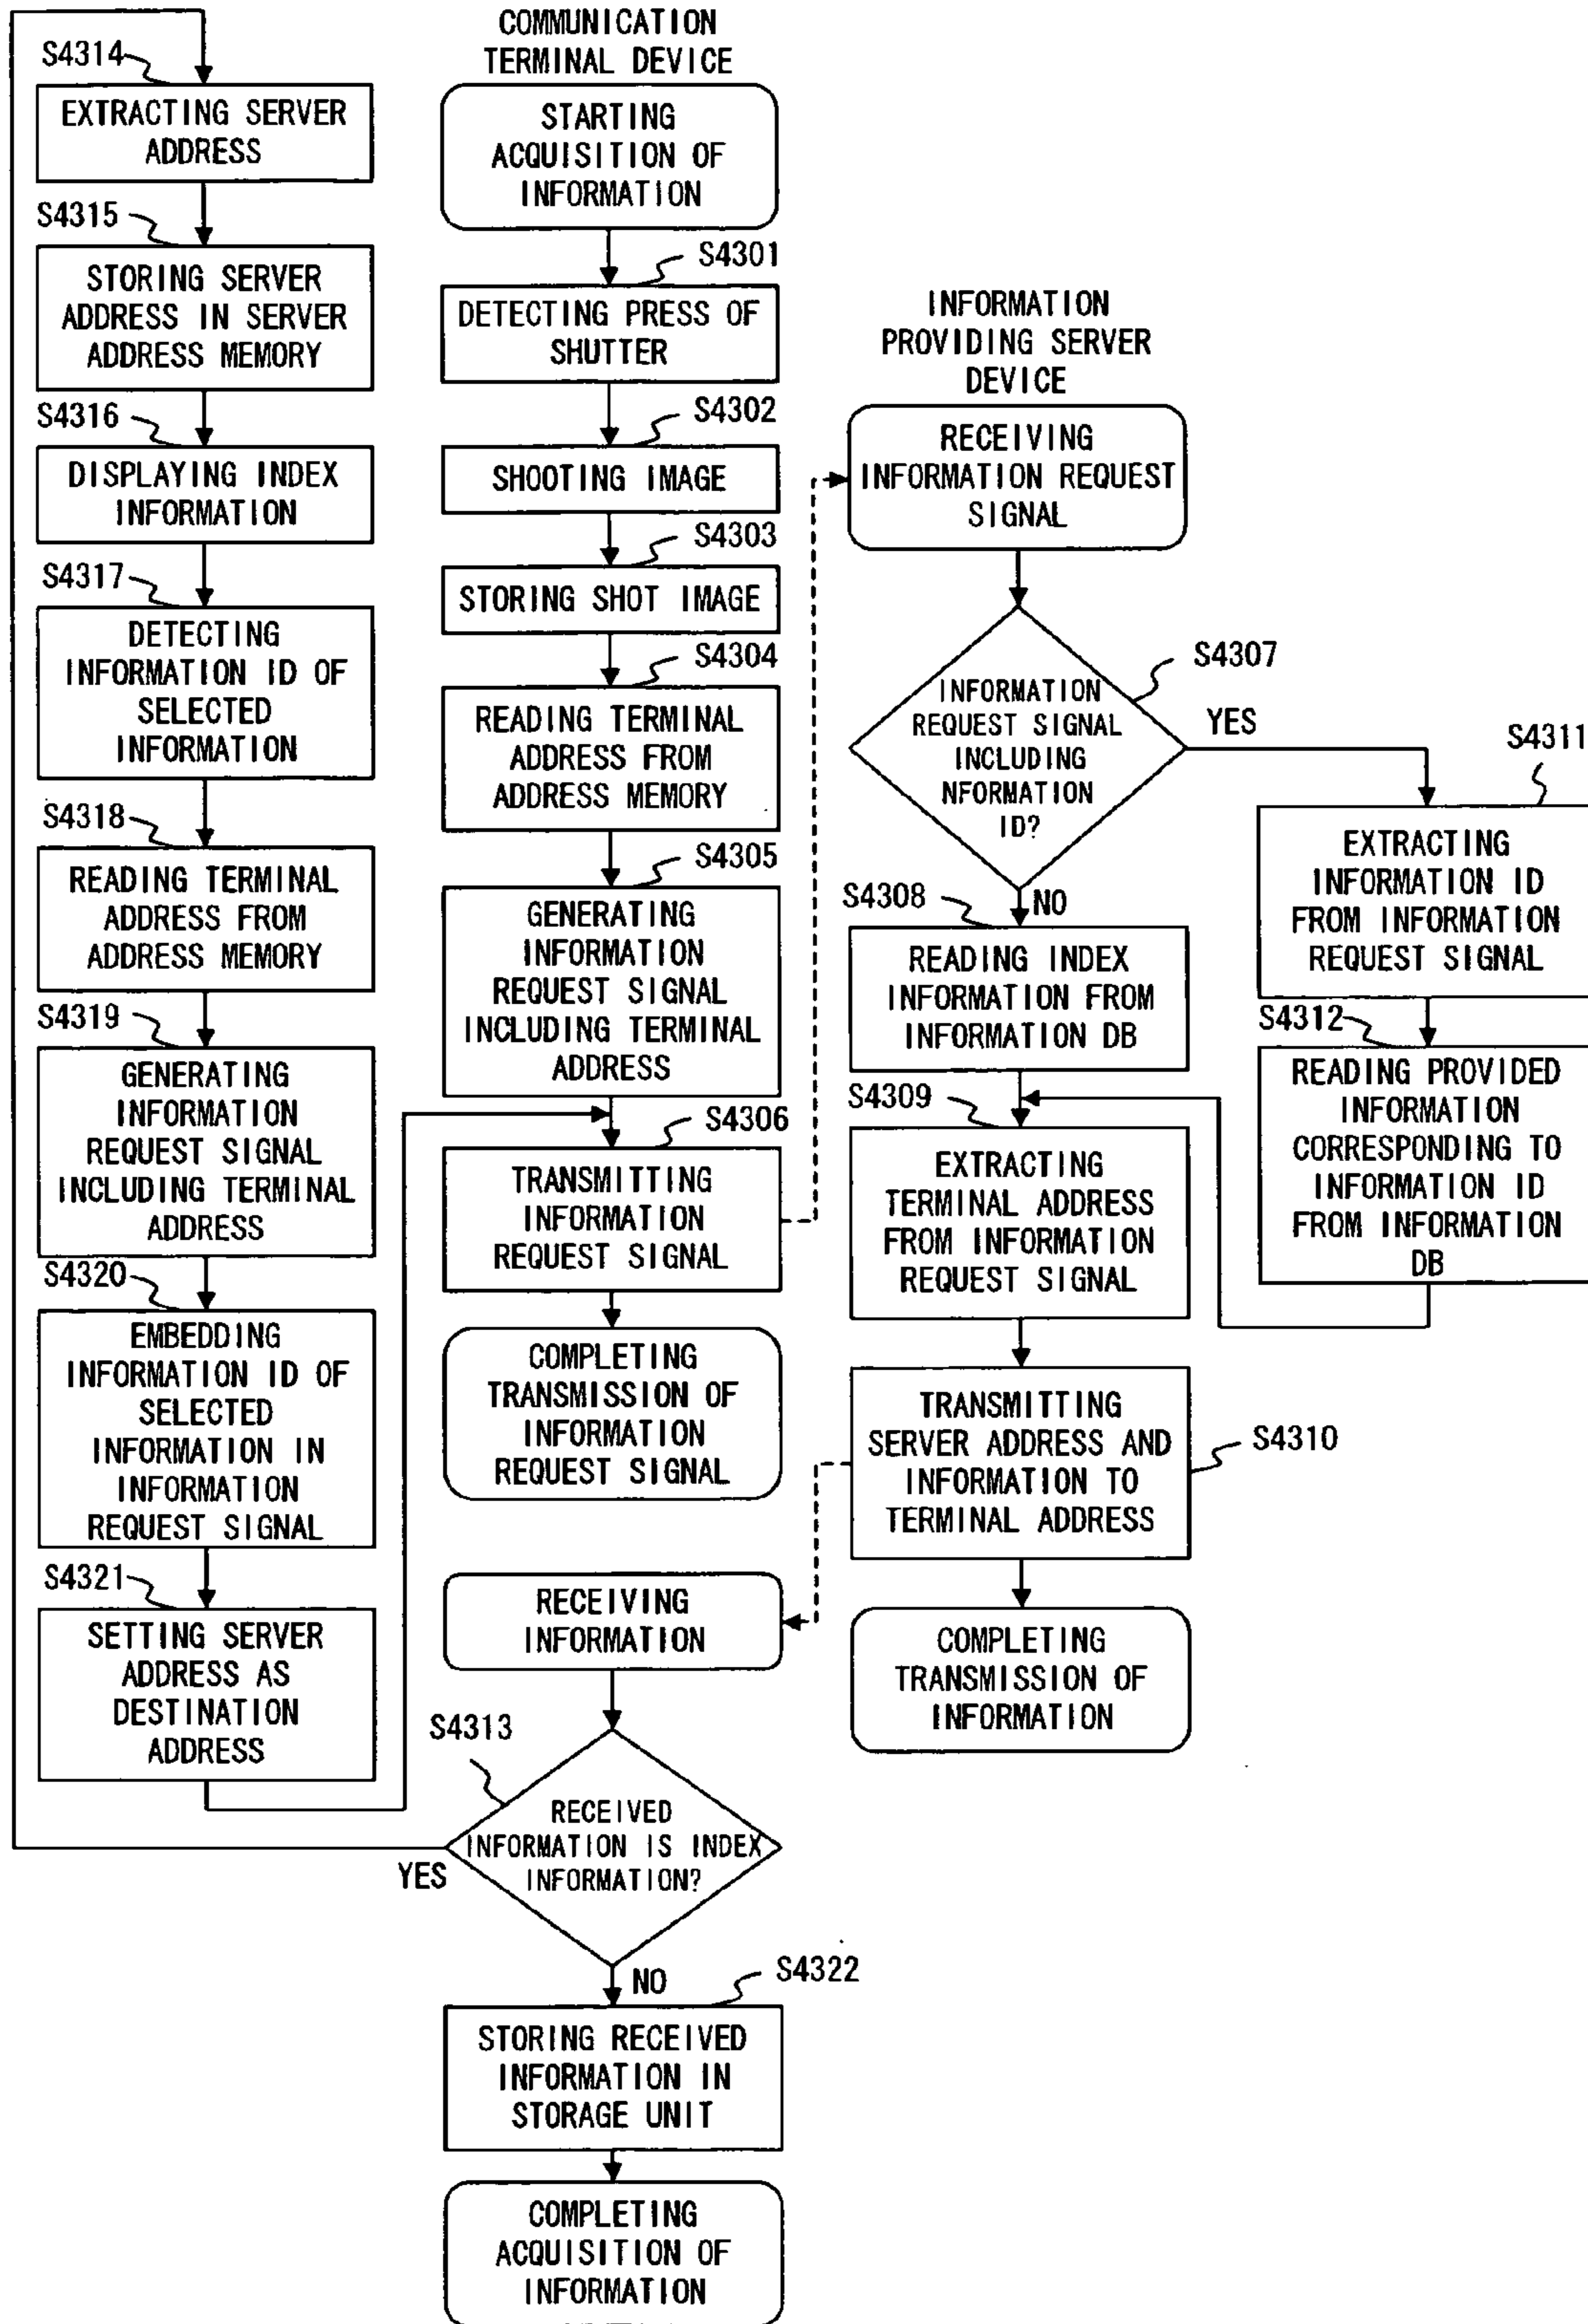 COMMUNICATION
TERMINAL DEVICE
STARTING
ACQUISITION OF
INFORMATION
S4301
DETECTING PRESS OF
SHUTTER
S4302
SHOOTING IMAGE
S4303
STORING SHOT IMAGE
S4304
READING TERMINAL
ADDRESS FROM
ADDRESS MEMORY
S4305
GENERATING
INFORMATION
REQUEST SIGNAL
INCLUDING TERMINAL
ADDRESS
S4306
TRANSMITTING
INFORMATION
REQUEST SIGNAL
COMPLETING
TRANSMISSION OF
INFORMATION
REQUEST SIGNAL
INFORMATION
PROVIDING SERVER
DEVICE
RECEIVING
INFORMATION REQUEST
SIGNAL
S4307
INFORMATION
REQUEST SIGNAL
INCLUDING
NFORMATION
ID?
YES
NO
S4308
READING INDEX
INFORMATION FROM
INFORMATION DB
S4309
EXTRACTING
TERMINAL ADDRESS
FROM INFORMATION
REQUEST SIGNAL
S4310
TRANSMITTING
SERVER ADDRESS AND
INFORMATION TO
TERMINAL ADDRESS
COMPLETING
TRANSMISSION OF
INFORMATION
S4311
EXTRACTING
INFORMATION ID
FROM INFORMATION
REQUEST SIGNAL
S4312
READING PROVIDED
INFORMATION
CORRESPONDING TO
INFORMATION ID
FROM INFORMATION
DB
RECEIVING
INFORMATION
S4313
RECEIVED
INFORMATION IS INDEX
INFORMATION?
YES
NO
S4314
EXTRACTING SERVER
ADDRESS
S4315
STORING SERVER
ADDRESS IN SERVER
ADDRESS MEMORY
S4316
DISPLAYING INDEX
INFORMATION
S4317
DETECTING
INFORMATION ID OF
SELECTED
INFORMATION
S4318
READING TERMINAL
ADDRESS FROM
ADDRESS MEMORY
S4319
GENERATING
INFORMATION
REQUEST SIGNAL
INCLUDING TERMINAL
ADDRESS
S4320
EMBEDDING
INFORMATION ID OF
SELECTED
INFORMATION IN
INFORMATION
REQUEST SIGNAL
S4321
SETTING SERVER
ADDRESS AS
DESTINATION
ADDRESS
S4322
STORING RECEIVED
INFORMATION IN
STORAGE UNIT
COMPLETING
ACQUISITION OF
INFORMATION